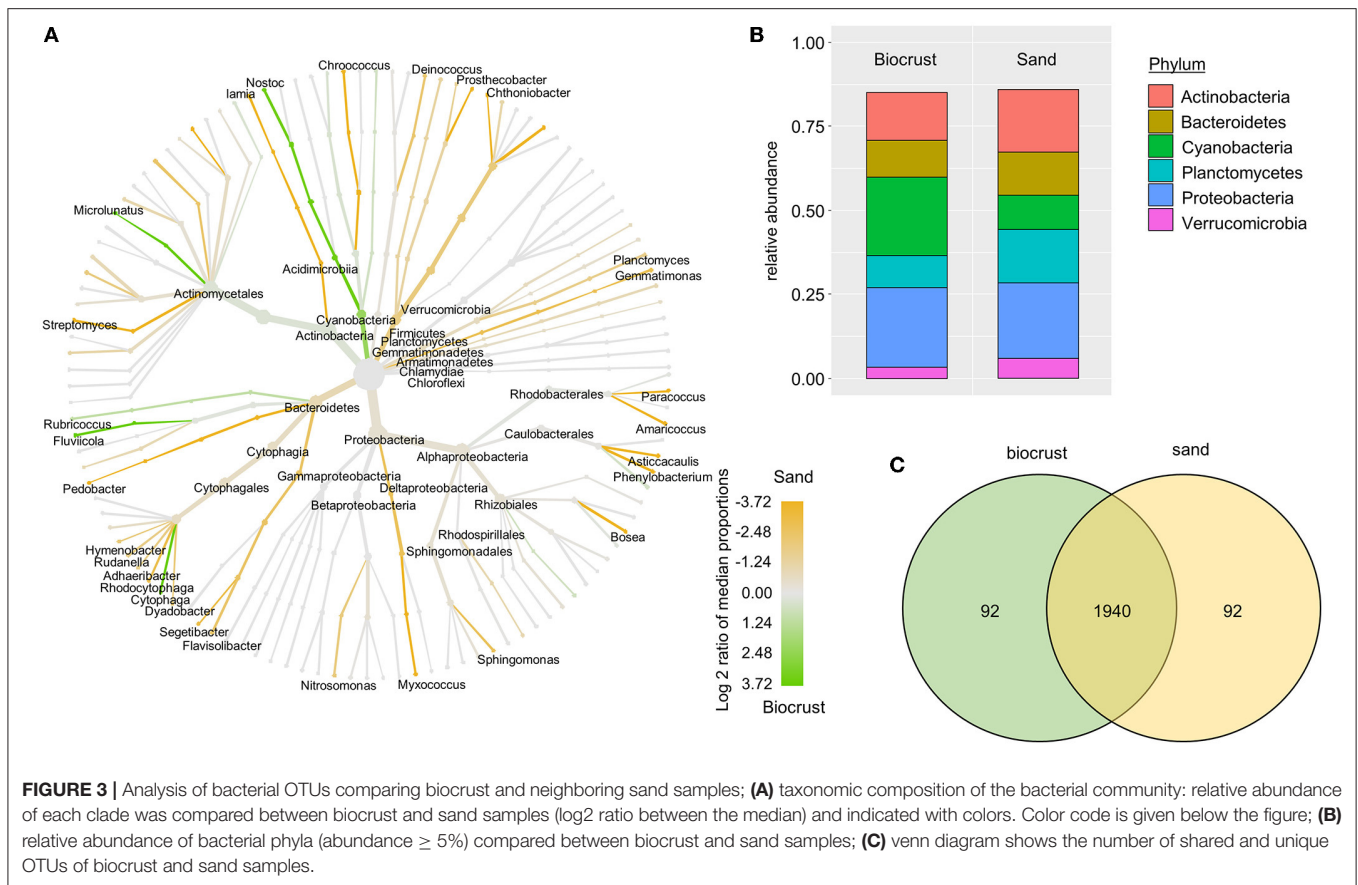 A
Chroococcus
Deinococcus
Nostoc
Prosthecobacter
Iamia
Chthoniobacter
Microlunatus
Acidimicrobiia
Planctomyces
Gemmatimonas
Actinomycetales
Verrucomicrobia
Cyanobacteria
Streptomyces
Actinobacteria
Firmicutes
Planctomycetes
Gemmatimonadetes
Armatimonadetes
Chlamydiae
Chloroflexi
Rhodobacterales
Paracoccus
Bacteroidetes
Rubricoccus
Amaricoccus
Fluviicola
Proteobacteria
Caulobacterales
Cytophagia
Alphaproteobacteria
Asticcacaulis
Gammaproteobacteria
Phenylobacterium
Pedobacter
Cytophagales
Deltaproteobacteria
Betaproteobacteria
Rhizobiales
Rhodospirillales
Bosea
Hymenobacter
Sphingomonadales
Rudanella
Adhaeribacter
Rhodocytophaga
Cytophaga
Dyadobacter
Segetibacter
Flavisolibacter
Sphingomonas
Nitrosomonas
Myxococcus
Log 2 ratio of median proportions
Sand
-3.72
-2.48
-1.24
0.00
1.24
2.48
3.72
Biocrust
B
relative abundance
1.00
0.75
0.50
0.25
0.00
Biocrust
Sand
Phylum
Actinobacteria
Bacteroidetes
Cyanobacteria
Planctomycetes
Proteobacteria
Verrucomicrobia
C
biocrust
sand
92
1940
92
FIGURE 3 | Analysis of bacterial OTUs comparing biocrust and neighboring sand samples; (A) taxonomic composition of the bacterial community: relative abundance
of each clade was compared between biocrust and sand samples (log2 ratio between the median) and indicated with colors. Color code is given below the figure; (B)
relative abundance of bacterial phyla (abundance ≥ 5%) compared between biocrust and sand samples; (C) venn diagram shows the number of shared and unique
OTUs of biocrust and sand samples.